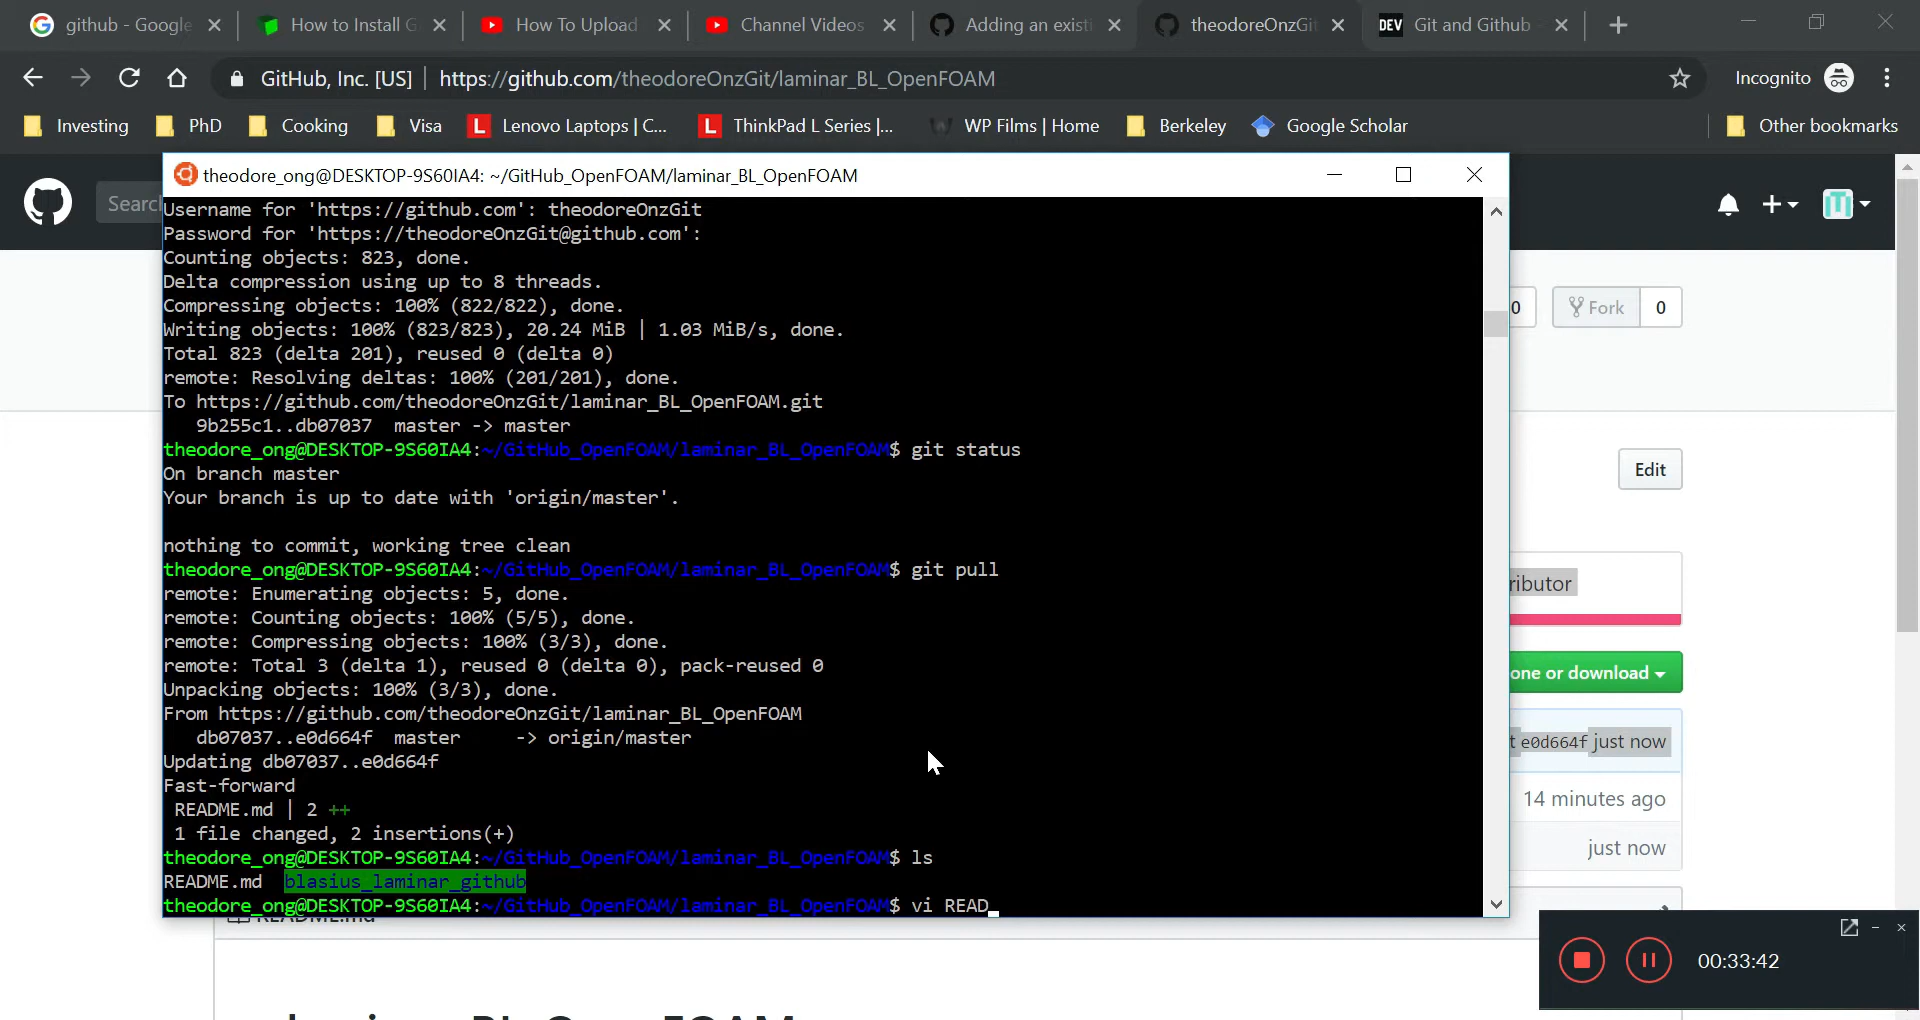 github - Google
How to Install G
How To Upload
Channel Videos
Adding an existi
theodoreOnzGit
DEV Git and Github
GitHub, Inc. [US] https://github.com/theodoreOnzGit/laminar_BL_OpenFOAM
Incognito
Investing
PhD
Cooking
Visa
L Lenovo Laptops | C...
L ThinkPad L Series |...
WP Films | Home
Berkeley
Google Scholar
Other bookmarks
theodore_ong@DESKTOP-9S60IA4: ~/GitHub_OpenFOAM/laminar_BL_OpenFOAM
Search
Username for 'https://github.com': theodoreOnzGit
Password for 'https://theodoreOnzGit@github.com':
Counting objects: 823, done.
Delta compression using up to 8 threads.
Compressing objects: 100% (822/822), done.
Writing objects: 100% (823/823), 20.24 MiB | 1.03 MiB/s, done.
Total 823 (delta 201), reused 0 (delta 0)
remote: Resolving deltas: 100% (201/201), done.
To https://github.com/theodoreOnzGit/laminar_BL_OpenFOAM.git
9b255c1..db07037 master -> master
theodore_ong@DESKTOP-9S60IA4:~/GitHub_OpenFOAM/laminar_BL_OpenFOAM$ git status
On branch master
Your branch is up to date with 'origin/master'.
nothing to commit, working tree clean
theodore_ong@DESKTOP-9S60IA4:~/GitHub_OpenFOAM/laminar_BL_OpenFOAM$ git pull
remote: Enumerating objects: 5, done.
remote: Counting objects: 100% (5/5), done.
remote: Compressing objects: 100% (3/3), done.
remote: Total 3 (delta 1), reused 0 (delta 0), pack-reused 0
Unpacking objects: 100% (3/3), done.
From https://github.com/theodoreOnzGit/laminar_BL_OpenFOAM
db07037..e0d664f master -> origin/master
Updating db07037..e0d664f
Fast-forward
README.md | 2 ++
1 file changed, 2 insertions(+)
theodore_ong@DESKTOP-9S60IA4:~/GitHub_OpenFOAM/laminar_BL_OpenFOAM$ ls
README.md blasius_laminar_github
theodore_ong@DESKTOP-9S60IA4:~/GitHub_OpenFOAM/laminar_BL_OpenFOAM$ vi READ_
0
Fork 0
Edit
ributor
one or download
t e0d664f just now
14 minutes ago
just now
README.md
00:33:42
laminar_BL_OpenFOAM